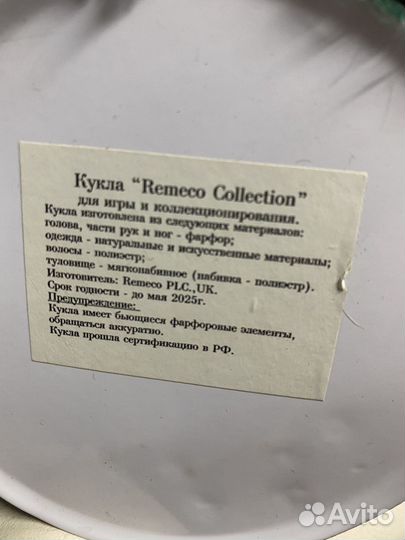 Кукла "Remeco Collection"
для игры и коллекционирования.
Кукла изготовлена из следующих материалов:
голова, части рук и ног - фарфор;
одежда - натуральные и искусственные материалы;
волосы - полиэстр;
туловище - мягконабивное (набивка - полиэстр).
Изготовитель: Remeco PLC.,UK.
Срок годности - до мая 2025г.
Предупреждение:
Кукла имеет бьющиеся фарфоровые элементы,
обращаться аккуратно.
Кукла прошла сертификацию в РФ.
Avito